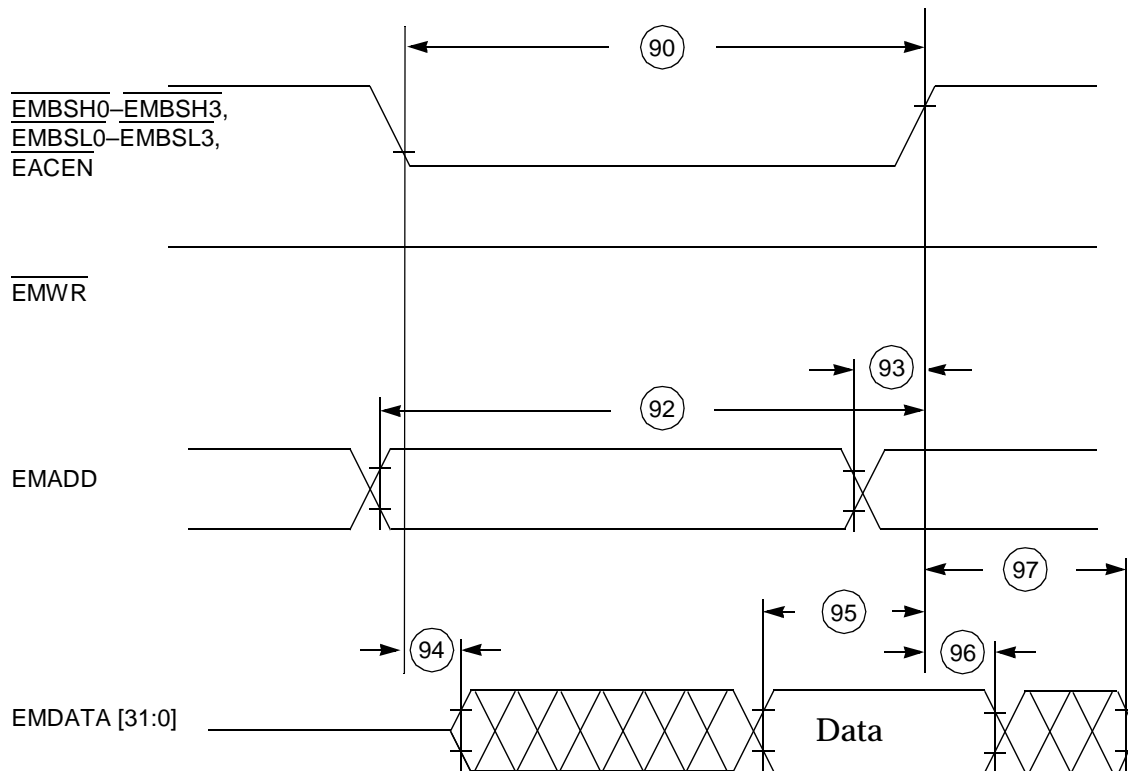 90
EMBSH0–EMBSH3,
EMBSL0–EMBSL3,
EACEN
EMWR
93
92
EMADD
97
95
94
96
EMDATA [31:0]
Data